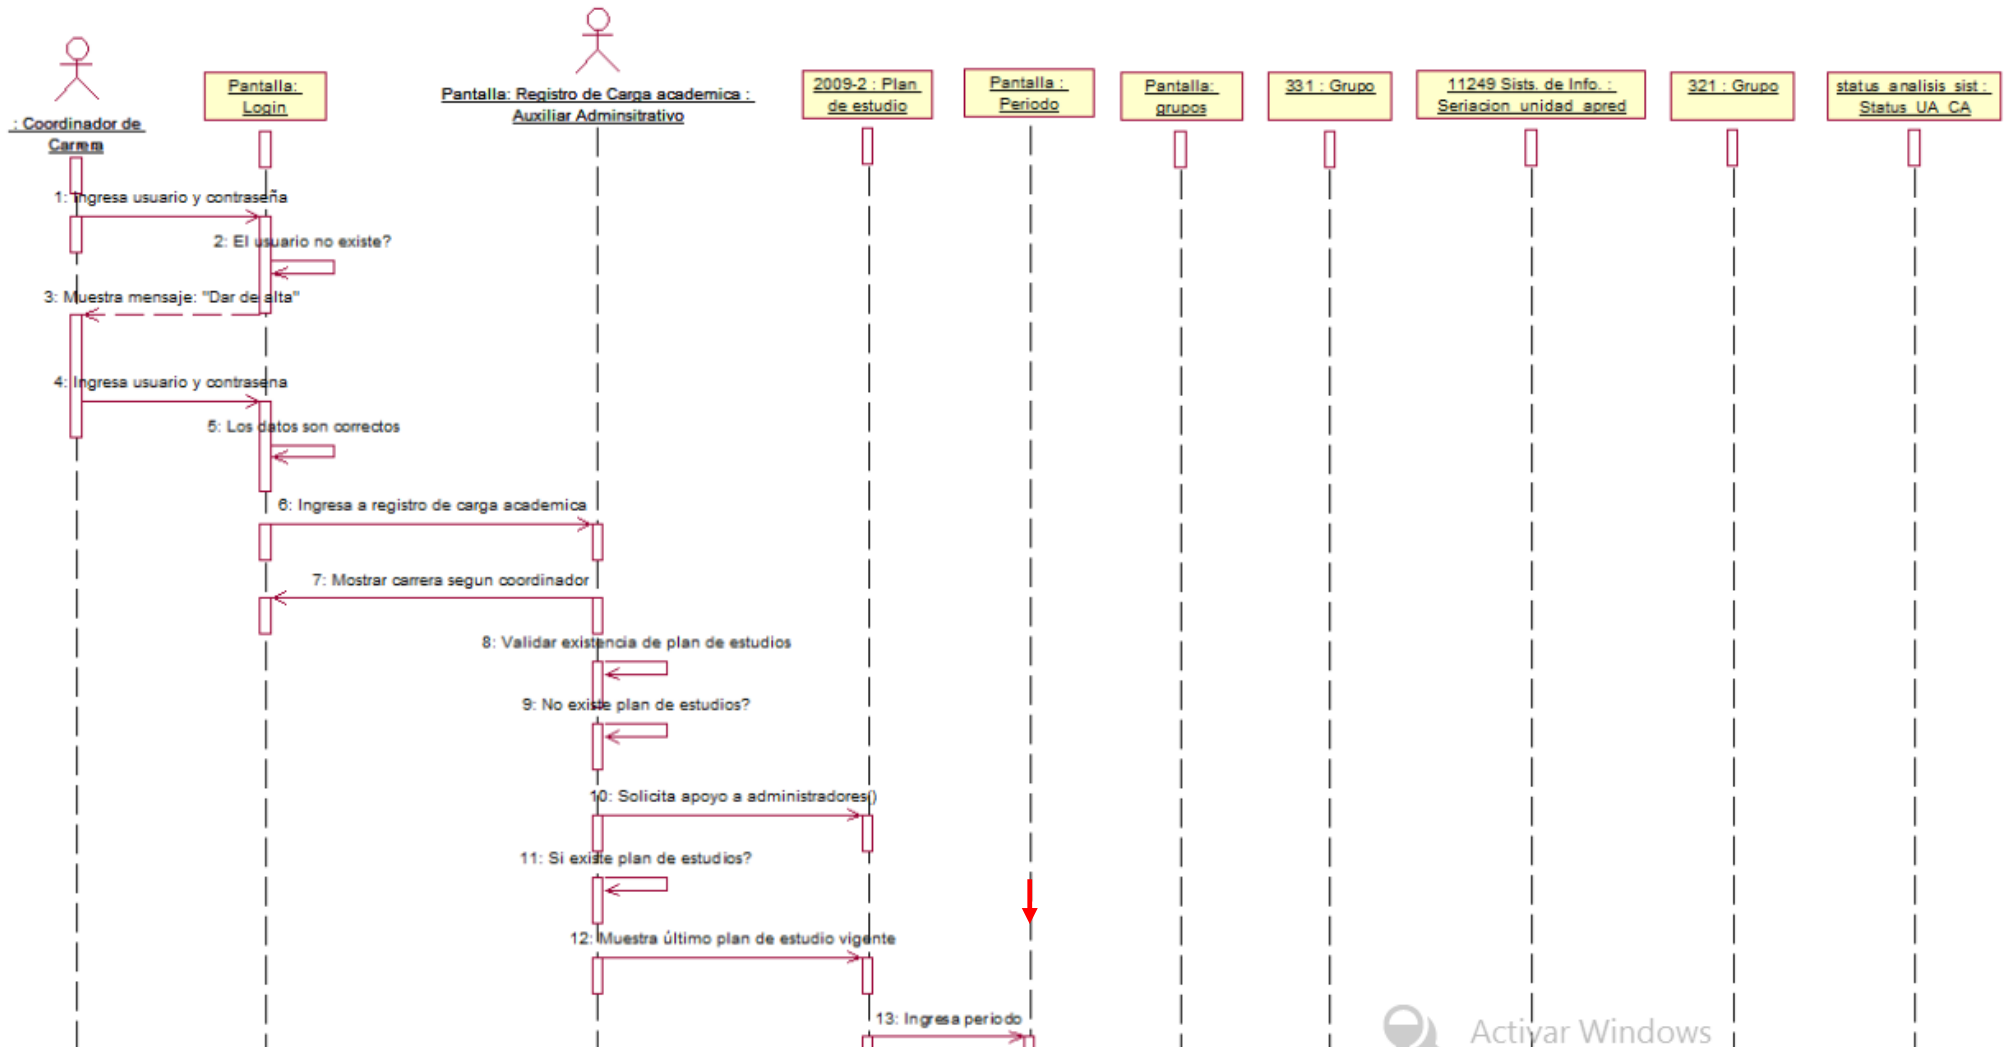 : Coordinador de
Carrera
Pantalla:
Login
Pantalla: Registro de Carga academica :
Auxiliar Adminsitrativo
2009-2 : Plan
de estudio
Pantalla :
Periodo
Pantalla:
grupos
331 : Grupo
11249 Sists. de Info. :
Seriacion_unidad_apred
321 : Grupo
status_analisis_sist :
Status_UA_CA
1: Ingresa usuario y contraseña
2: El usuario no existe?
3: Muestra mensaje: "Dar de alta"
4: Ingresa usuario y contrasena
5: Los datos son correctos
6: Ingresa a registro de carga academica
7: Mostrar carrera segun coordinador
8: Validar existencia de plan de estudios
9: No existe plan de estudios?
10: Solicita apoyo a administradores()
11: Si existe plan de estudios?
12: Muestra último plan de estudio vigente
13: Ingresa periodo
Activar Windows